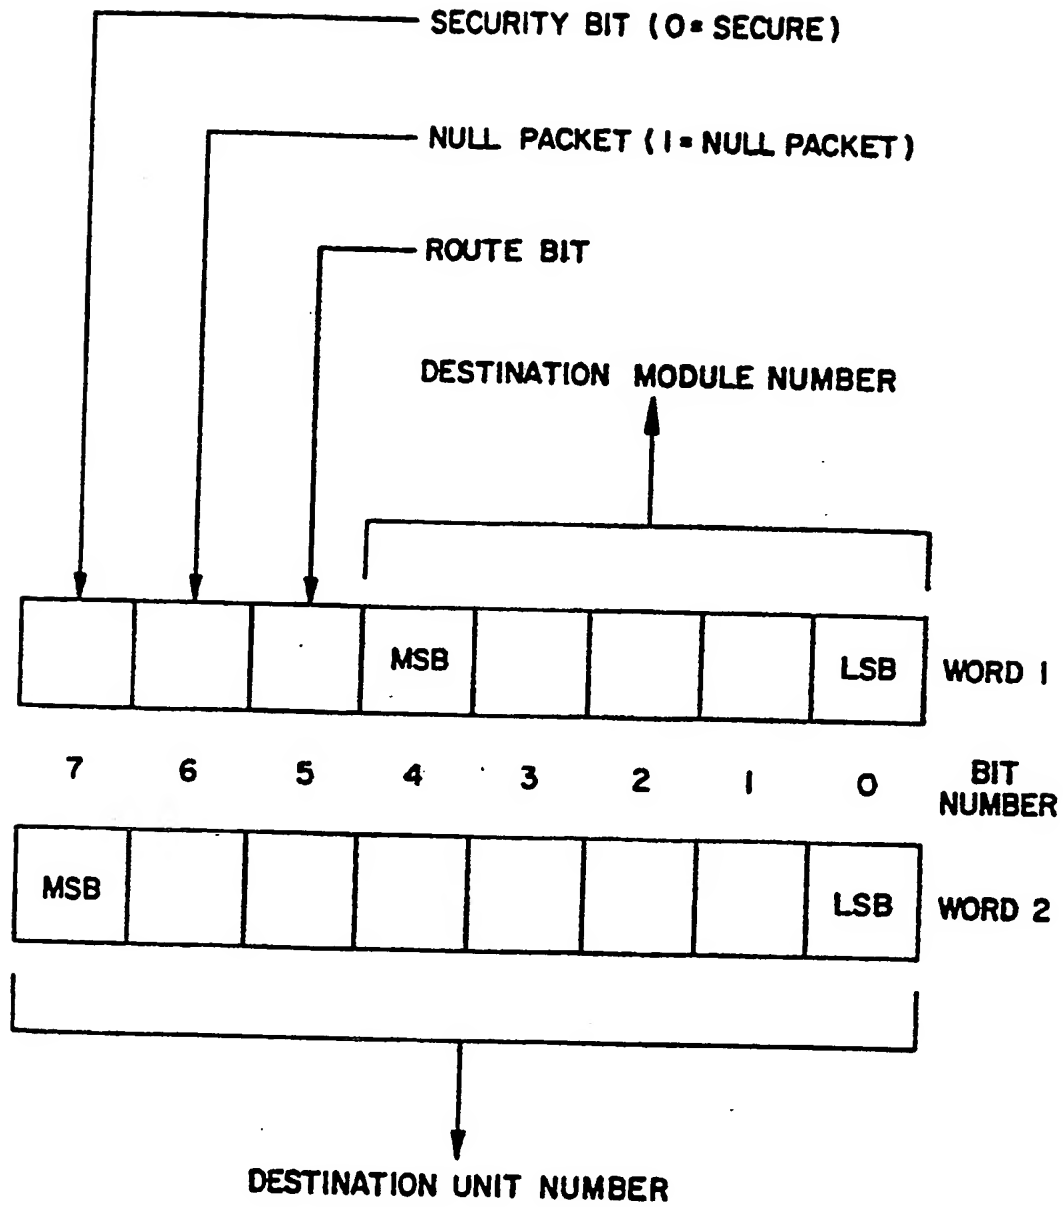 SECURITY BIT (0 = SECURE)
NULL PACKET (1 = NULL PACKET)
ROUTE BIT
DESTINATION MODULE NUMBER
MSB LSB WORD 1
7 6 5 4 3 2 1 0 BIT
NUMBER
MSB LSB WORD 2
DESTINATION UNIT NUMBER